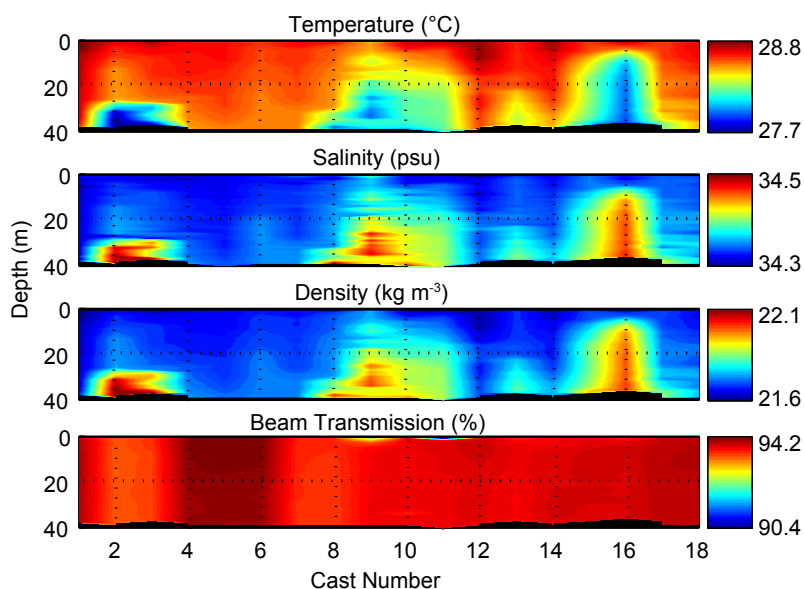 Temperature (°C)
0
20
40
28.8
27.7
Salinity (psu)
0
20
40
34.5
34.3
Depth (m)
Density (kg m⁻³)
0
20
40
22.1
21.6
Beam Transmission (%)
0
20
40
94.2
90.4
2 4 6 8 10 12 14 16 18
Cast Number